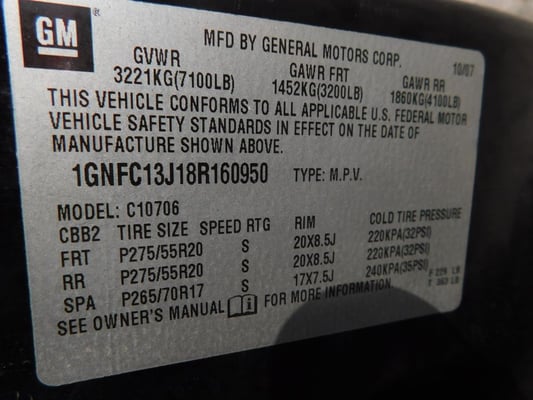 GM ®
MFD BY GENERAL MOTORS CORP. 10/07
GVWR GAWR FRT GAWR RR
3221KG(7100LB) 1452KG(3200LB) 1860KG(4100LB)
THIS VEHICLE CONFORMS TO ALL APPLICABLE U.S. FEDERAL MOTOR
VEHICLE SAFETY STANDARDS IN EFFECT ON THE DATE OF
MANUFACTURE SHOWN ABOVE.
1GNFC13J18R160950 TYPE: M.P.V.
MODEL: C10706
CBB2 TIRE SIZE SPEED RTG RIM COLD TIRE PRESSURE
FRT P275/55R20 S 20X8.5J 220KPA(32PSI)
RR P275/55R20 S 20X8.5J 220KPA(32PSI)
SPA P265/70R17 S 17X7.5J 240KPA(35PSI)
SEE OWNER'S MANUAL i FOR MORE INFORMATION